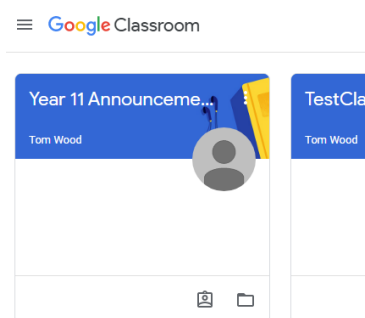 Google Classroom
Year 11 Announceme...
Tom Wood
TestCla
Tom Wood